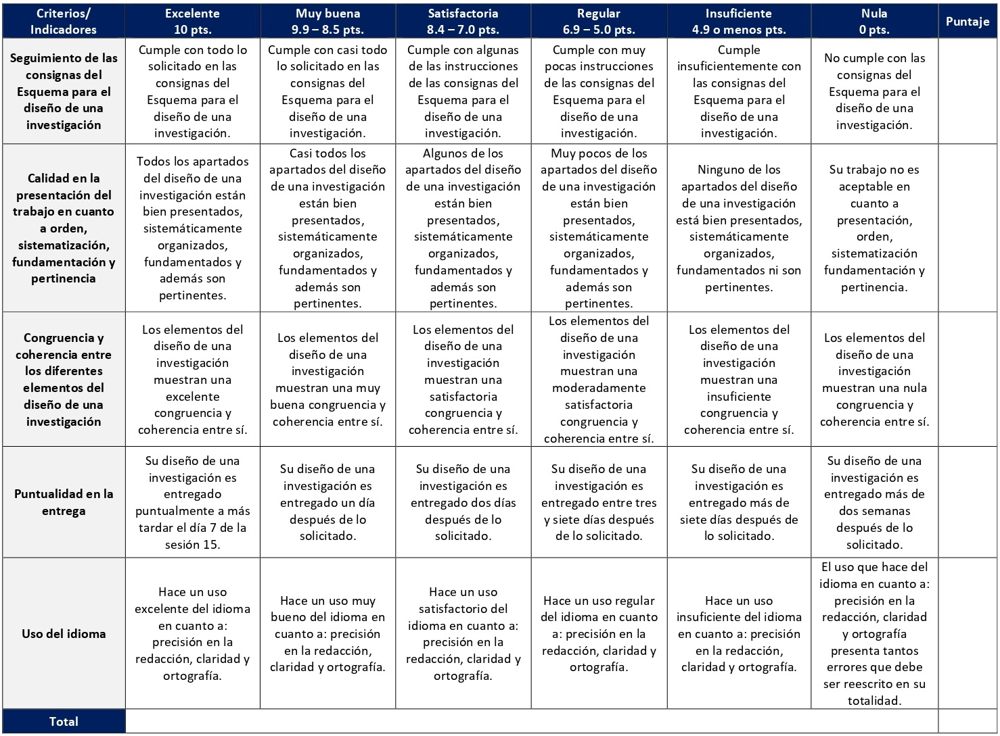 Criterios/
Indicadores
Excelente
10 pts.
Muy buena
9.9 – 8.5 pts.
Satisfactoria
8.4 – 7.0 pts.
Regular
6.9 – 5.0 pts.
Insuficiente
4.9 o menos pts.
Nula
0 pts.
Puntaje
Seguimiento de las
consignas del
Esquema para el
diseño de una
investigación
Cumple con todo lo
solicitado en las
consignas del
Esquema para el
diseño de una
investigación.
Cumple con casi todo
lo solicitado en las
consignas del
Esquema para el
diseño de una
investigación.
Cumple con algunas
de las instrucciones
de las consignas del
Esquema para el
diseño de una
investigación.
Cumple con muy
pocas instrucciones
de las consignas del
Esquema para el
diseño de una
investigación.
Cumple
insuficientemente con
las consignas del
Esquema para el
diseño de una
investigación.
No cumple con las
consignas del
Esquema para el
diseño de una
investigación.
Calidad en la
presentación del
trabajo en cuanto
a orden,
sistematización,
fundamentación y
pertinencia
Todos los apartados
del diseño de una
investigación están
bien presentados,
sistemáticamente
organizados,
fundamentados y
además son
pertinentes.
Casi todos los
apartados del diseño
de una investigación
están bien
presentados,
sistemáticamente
organizados,
fundamentados y
además son
pertinentes.
Algunos de los
apartados del diseño
de una investigación
están bien
presentados,
sistemáticamente
organizados,
fundamentados y
además son
pertinentes.
Muy pocos de los
apartados del diseño
de una investigación
están bien
presentados,
sistemáticamente
organizados,
fundamentados y
además son
pertinentes.
Ninguno de los
apartados del diseño
de una investigación
está bien presentados,
sistemáticamente
organizados,
fundamentados ni son
pertinentes.
Su trabajo no es
aceptable en
cuanto a
presentación,
orden,
sistematización
fundamentación y
pertinencia.
Congruencia y
coherencia entre
los diferentes
elementos del
diseño de una
investigación
Los elementos del
diseño de una
investigación
muestran una
excelente
congruencia y
coherencia entre sí.
Los elementos del
diseño de una
investigación
muestran una muy
buena congruencia y
coherencia entre sí.
Los elementos del
diseño de una
investigación
muestran una
satisfactoria
congruencia y
coherencia entre sí.
Los elementos del
diseño de una
investigación
muestran una
moderadamente
satisfactoria
congruencia y
coherencia entre sí.
Los elementos del
diseño de una
investigación
muestran una
insuficiente
congruencia y
coherencia entre sí.
Los elementos del
diseño de una
investigación
muestran una nula
congruencia y
coherencia entre sí.
Puntualidad en la
entrega
Su diseño de una
investigación es
entregado
puntualmente a más
tardar el día 7 de la
sesión 15.
Su diseño de una
investigación es
entregado un día
después de lo
solicitado.
Su diseño de una
investigación es
entregado dos días
después de lo
solicitado.
Su diseño de una
investigación es
entregado entre tres
y siete días después
de lo solicitado.
Su diseño de una
investigación es
entregado más de
siete días después de
lo solicitado.
Su diseño de una
investigación es
entregado más de
dos semanas
después de lo
solicitado.
Uso del idioma
Hace un uso
excelente del idioma
en cuanto a:
precisión en la
redacción, claridad y
ortografía.
Hace un uso muy
bueno del idioma en
cuanto a: precisión
en la redacción,
claridad y ortografía.
Hace un uso
satisfactorio del
idioma en cuanto a:
precisión en la
redacción, claridad y
ortografía.
Hace un uso regular
del idioma en cuanto
a: precisión en la
redacción, claridad y
ortografía.
Hace un uso
insuficiente del idioma
en cuanto a: precisión
en la redacción,
claridad y ortografía.
El uso que hace del
idioma en cuanto a:
precisión en la
redacción, claridad
y ortografía
presenta tantos
errores que debe
ser reescrito en su
totalidad.
Total